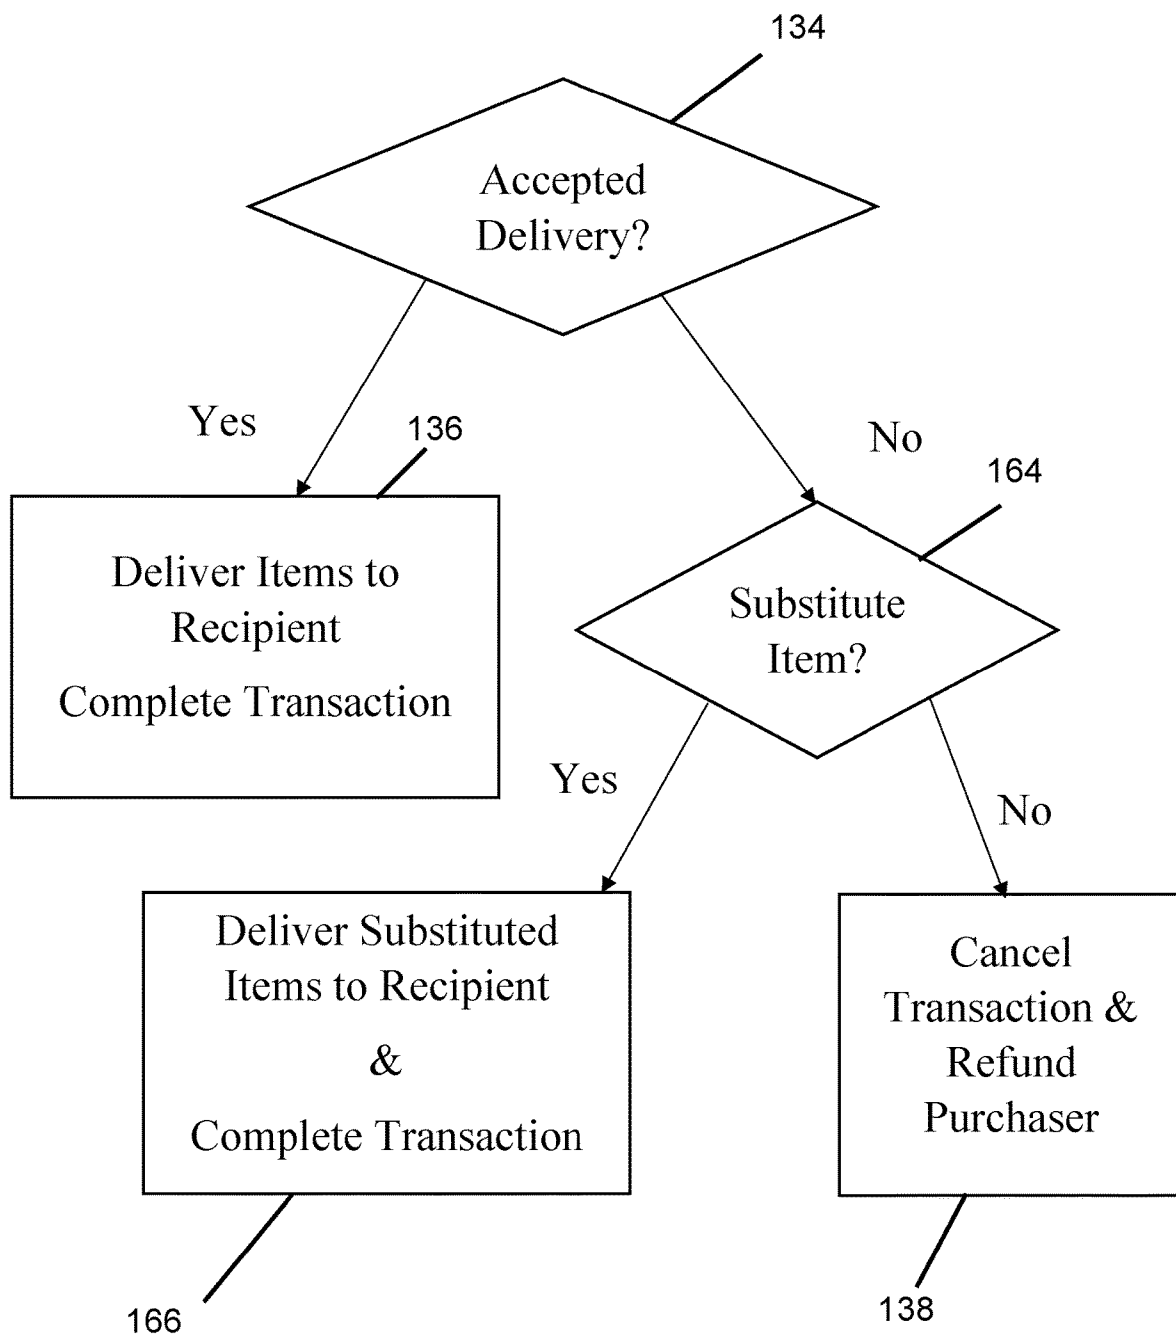 134
Accepted
Delivery?
Yes
No
136
164
Deliver Items to
Recipient
Complete Transaction
Substitute
Item?
Yes
No
Deliver Substituted
Items to Recipient
&
Complete Transaction
Cancel
Transaction &
Refund
Purchaser
166
138